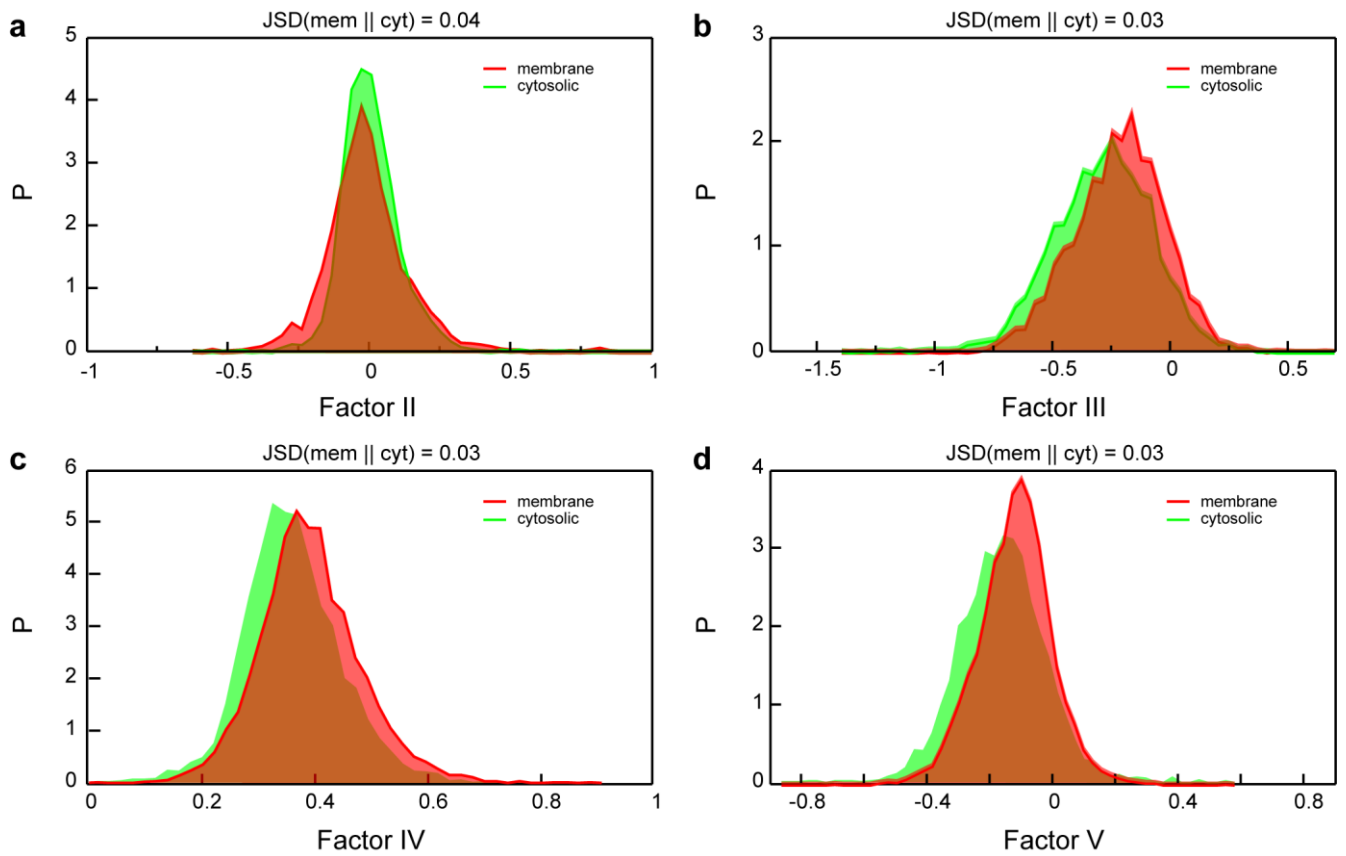 a
JSD(mem || cyt) = 0.04
5
4
3
2
1
0
P
membrane
cytosolic
-1
-0.5
0
0.5
1
Factor II
b
JSD(mem || cyt) = 0.03
3
2
1
0
P
membrane
cytosolic
-1.5
-1
-0.5
0
0.5
Factor III
c
JSD(mem || cyt) = 0.03
6
5
4
3
2
1
0
P
membrane
cytosolic
0
0.2
0.4
0.6
0.8
1
Factor IV
d
JSD(mem || cyt) = 0.03
4
3
2
1
0
P
membrane
cytosolic
-0.8
-0.4
0
0.4
0.8
Factor V